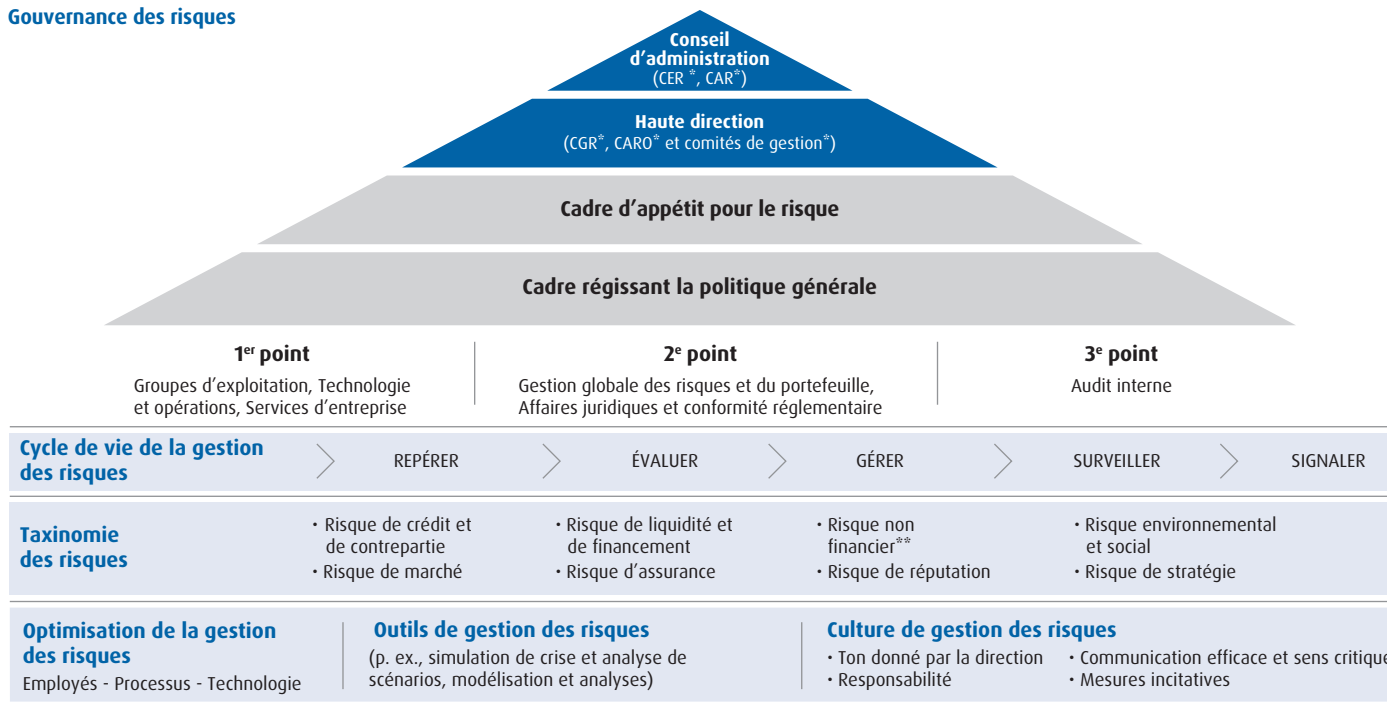 Gouvernance des risques
Conseil
d'administration
(CER *, CAR*)
Haute direction
(CGR*, CARO* et comités de gestion*)
Cadre d'appétit pour le risque
Cadre régissant la politique générale
1er point
Groupes d'exploitation, Technologie
et opérations, Services d'entreprise
2e point
Gestion globale des risques et du portefeuille,
Affaires juridiques et conformité réglementaire
3e point
Audit interne
Cycle de vie de la gestion
des risques
REPÉRER
ÉVALUER
GÉRER
SURVEILLER
SIGNALER
Taxinomie
des risques
• Risque de crédit et
de contrepartie
• Risque de marché
• Risque de liquidité et
de financement
• Risque d'assurance
• Risque non
financier**
• Risque de réputation
• Risque environnemental
et social
• Risque de stratégie
Optimisation de la gestion
des risques
Employés - Processus - Technologie
Outils de gestion des risques
(p. ex., simulation de crise et analyse de
scénarios, modélisation et analyses)
Culture de gestion des risques
• Ton donné par la direction
• Responsabilité
• Communication efficace et sens critique
• Mesures incitatives